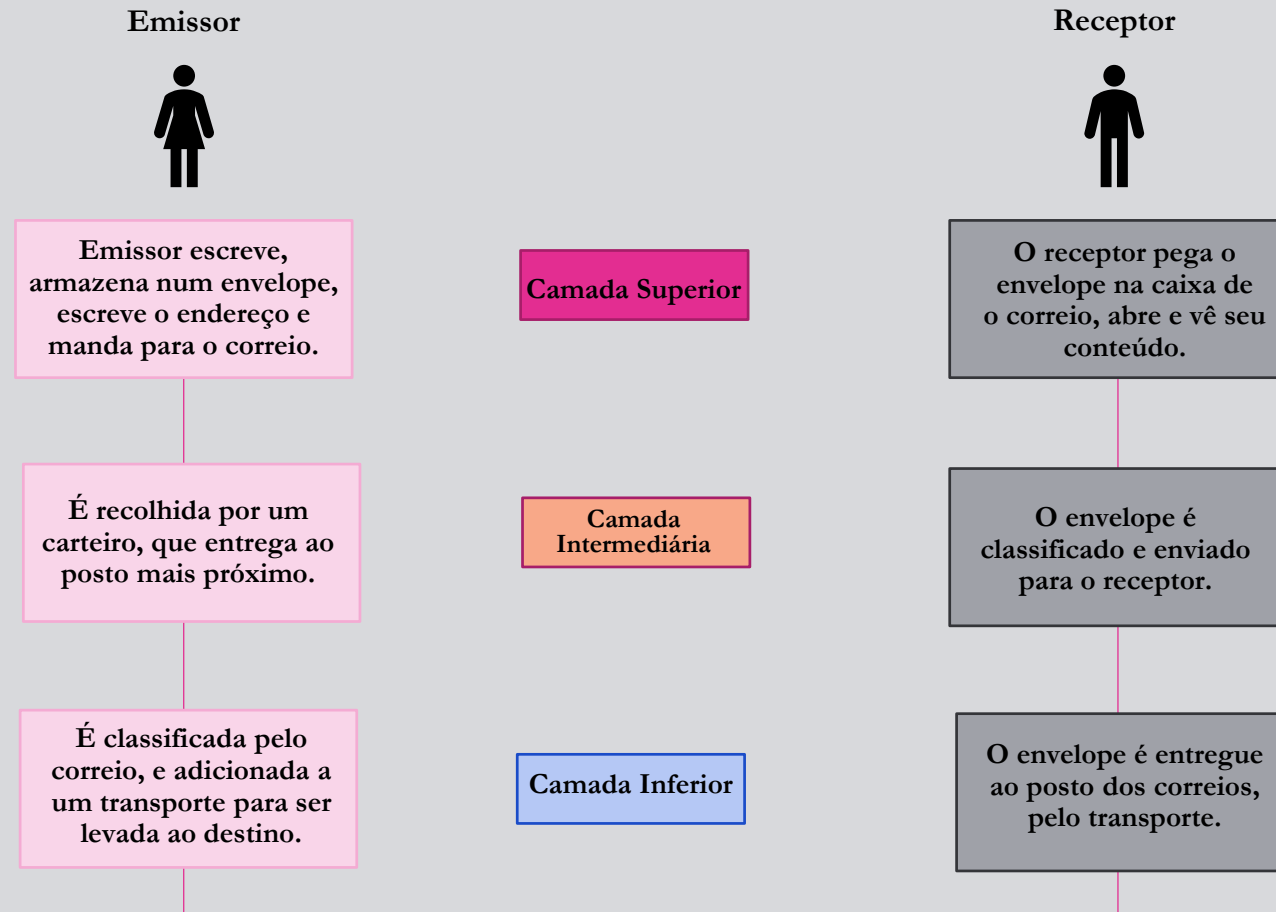 Emissor
Receptor
Emissor escreve,
armazena num envelope,
escreve o endereço e
manda para o correio.
Camada Superior
O receptor pega o
envelope na caixa de
o correio, abre e vê seu
conteúdo.
É recolhida por um
carteiro, que entrega ao
posto mais próximo.
Camada
Intermediária
O envelope é
classificado e enviado
para o receptor.
É classificada pelo
correio, e adicionada a
um transporte para ser
levada ao destino.
Camada Inferior
O envelope é entregue
ao posto dos correios,
pelo transporte.